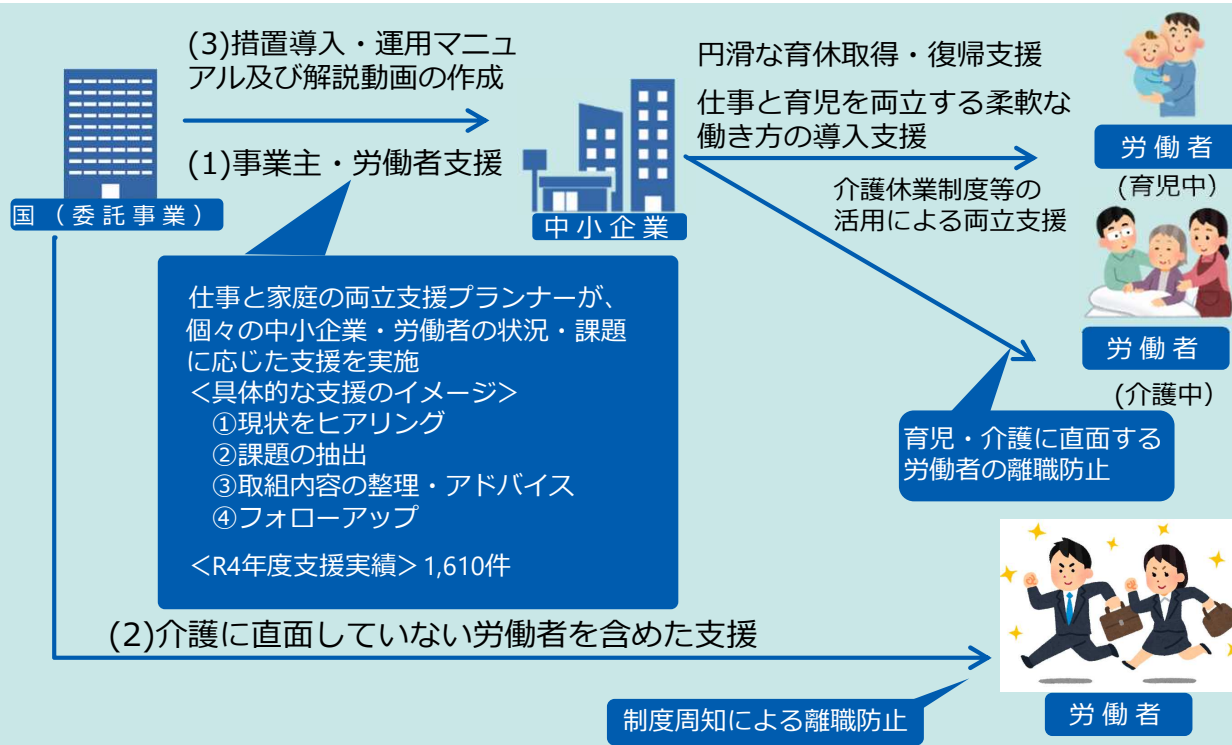 (3)措置導入・運用マニュ
アル及び解説動画の作成
(1)事業主・労働者支援
国（委託事業）
中小企業
円滑な育休取得・復帰支援
仕事と育児を両立する柔軟な
働き方の導入支援
労働者
(育児中)
介護休業制度等の
活用による両立支援
労働者
(介護中)
仕事と家庭の両立支援プランナーが、
個々の中小企業・労働者の状況・課題
に応じた支援を実施
＜具体的な支援のイメージ＞
①現状をヒアリング
②課題の抽出
③取組内容の整理・アドバイス
④フォローアップ
＜R4年度支援実績＞1,610件
育児・介護に直面する
労働者の離職防止
(2)介護に直面していない労働者を含めた支援
制度周知による離職防止
労働者